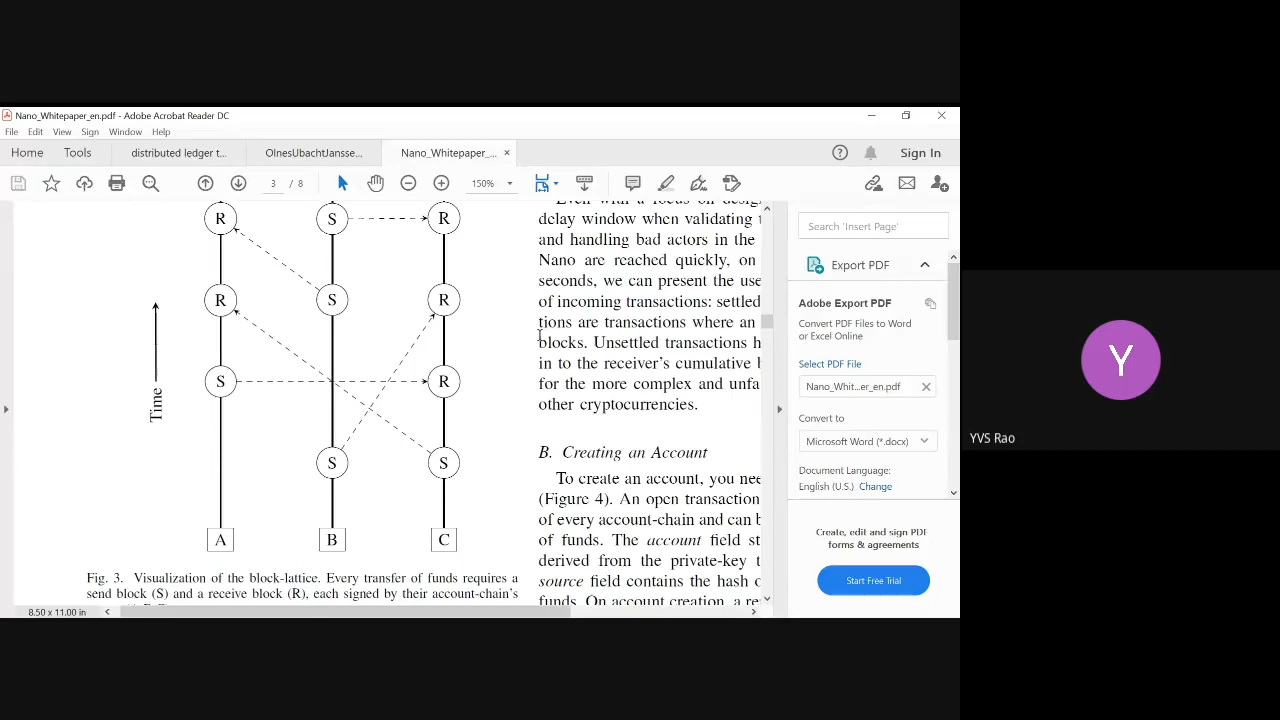 Nano_Whitepaper_en.pdf - Adobe Acrobat Reader DC
File Edit View Sign Window Help
Home Tools distributed ledger t... OlnesUbachtJansse... Nano_Whitepaper_... × Sign In
3 / 8 150%
R S R
R S R
S R
S S
Time
A B C
Fig. 3. Visualization of the block-lattice. Every transfer of funds requires a
send block (S) and a receive block (R), each signed by their account-chain's
Even with a focus on
delay window when validating
and handling bad actors in the
Nano are reached quickly, on
seconds, we can present the
of incoming transactions: settled
tions are transactions where an
blocks. Unsettled transactions
in to the receiver's cumulative
for the more complex and
other cryptocurrencies.
B. Creating an Account
To create an account, you
(Figure 4). An open transaction
of every account-chain and can
of funds. The account field
derived from the private-key
source field contains the hash
funds. On account creation, a
8.50 x 11.00 in
Search 'Insert Page'
Export PDF
Adobe Export PDF
Convert PDF Files to Word
or Excel Online
Select PDF File
Nano_Whit...er_en.pdf
Convert to
Microsoft Word (*.docx)
Document Language:
English (U.S.) Change
Create, edit and sign PDF
forms & agreements
Start Free Trial
Y
YVS Rao